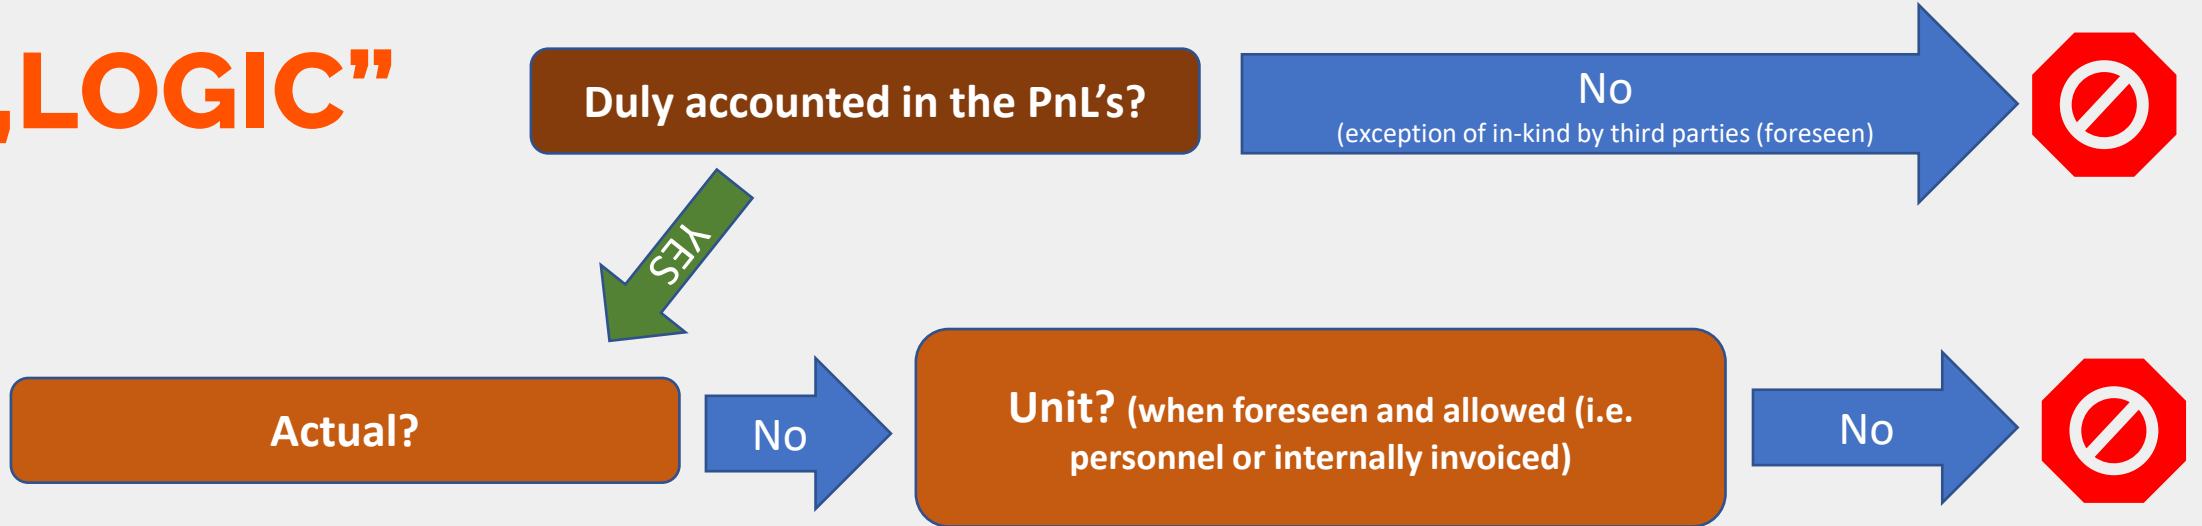 „LOGIC”
Duly accounted in the PnL’s?
No
(exception of in-kind by third parties (foreseen)
YES
Actual?
No
Unit? (when foreseen and allowed (i.e.
personnel or internally invoiced)
No